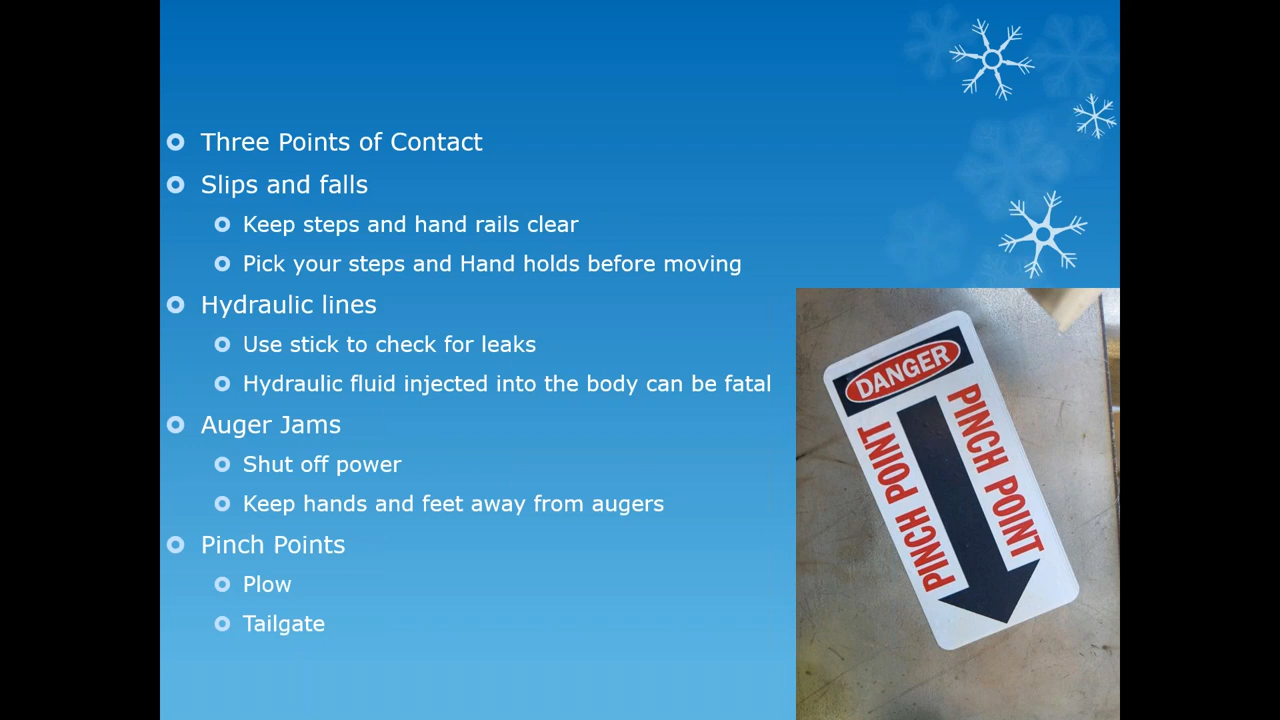 Three Points of Contact
Slips and falls
Keep steps and hand rails clear
Pick your steps and Hand holds before moving
Hydraulic lines
Use stick to check for leaks
Hydraulic fluid injected into the body can be fatal
Auger Jams
Shut off power
Keep hands and feet away from augers
Pinch Points
Plow
Tailgate
DANGER
PINCH POINT
PINCH POINT